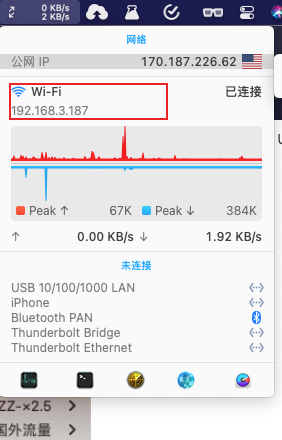 0 KB/s
2 KB/s
网络
公网 IP 170.187.226.62
Wi-Fi 已连接
192.168.3.187
Peak ↑ 67K Peak ↓ 384K
↑ 0.00 KB/s ↓ 1.92 KB/s
未连接
USB 10/100/1000 LAN
iPhone
Bluetooth PAN
Thunderbolt Bridge
Thunderbolt Ethernet
ZZ-×2.5
国外流量